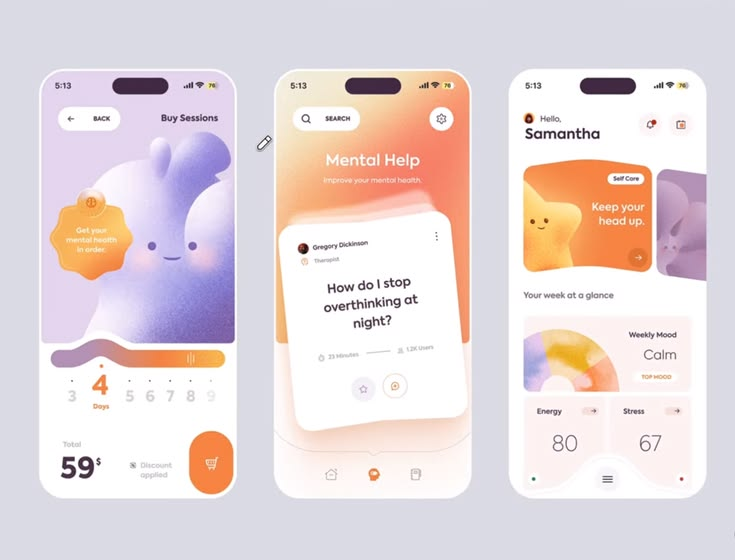 5:13
76
BACK
Buy Sessions
Get your
mental health
in order.
3
4
5
6
7
8
9
Days
Total
59$
Discount
applied
5:13
76
SEARCH
Mental Help
Improve your mental health.
Gregory Dickinson
Therapist
How do I stop
overthinking at
night?
23 Minutes
1.2K Users
5:13
76
Hello,
Samantha
Self Care
Keep your
head up.
Your week at a glance
Weekly Mood
Calm
TOP MOOD
Energy
80
Stress
67